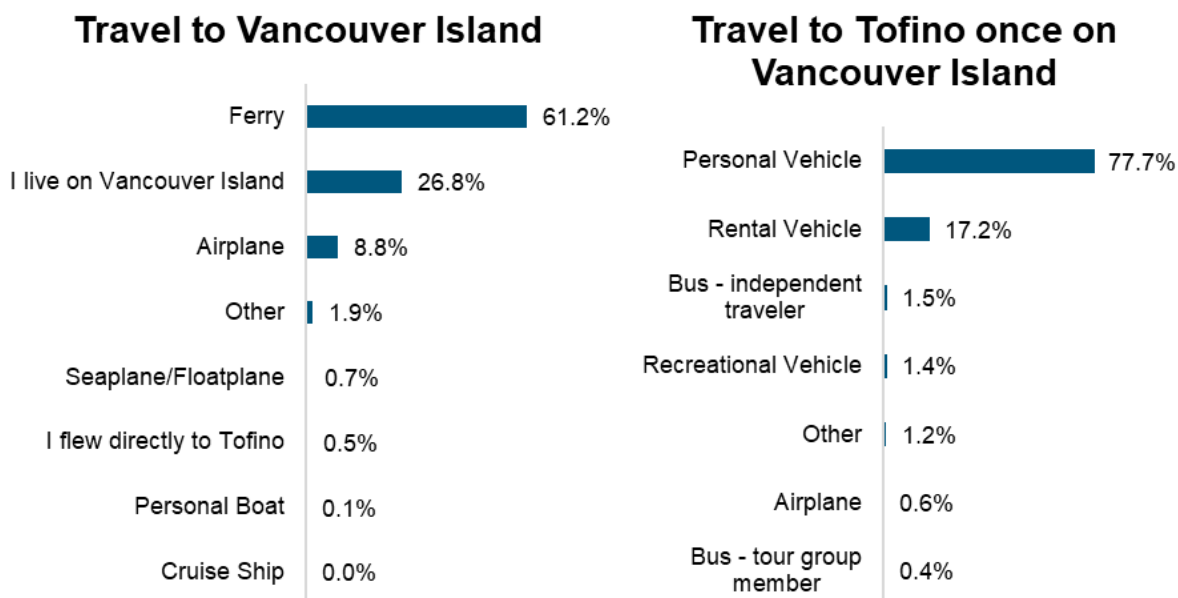 Travel to Vancouver Island
Ferry 61.2%
I live on Vancouver Island 26.8%
Airplane 8.8%
Other 1.9%
Seaplane/Floatplane 0.7%
I flew directly to Tofino 0.5%
Personal Boat 0.1%
Cruise Ship 0.0%
Travel to Tofino once on
Vancouver Island
Personal Vehicle 77.7%
Rental Vehicle 17.2%
Bus - independent
traveler 1.5%
Recreational Vehicle 1.4%
Other 1.2%
Airplane 0.6%
Bus - tour group
member 0.4%